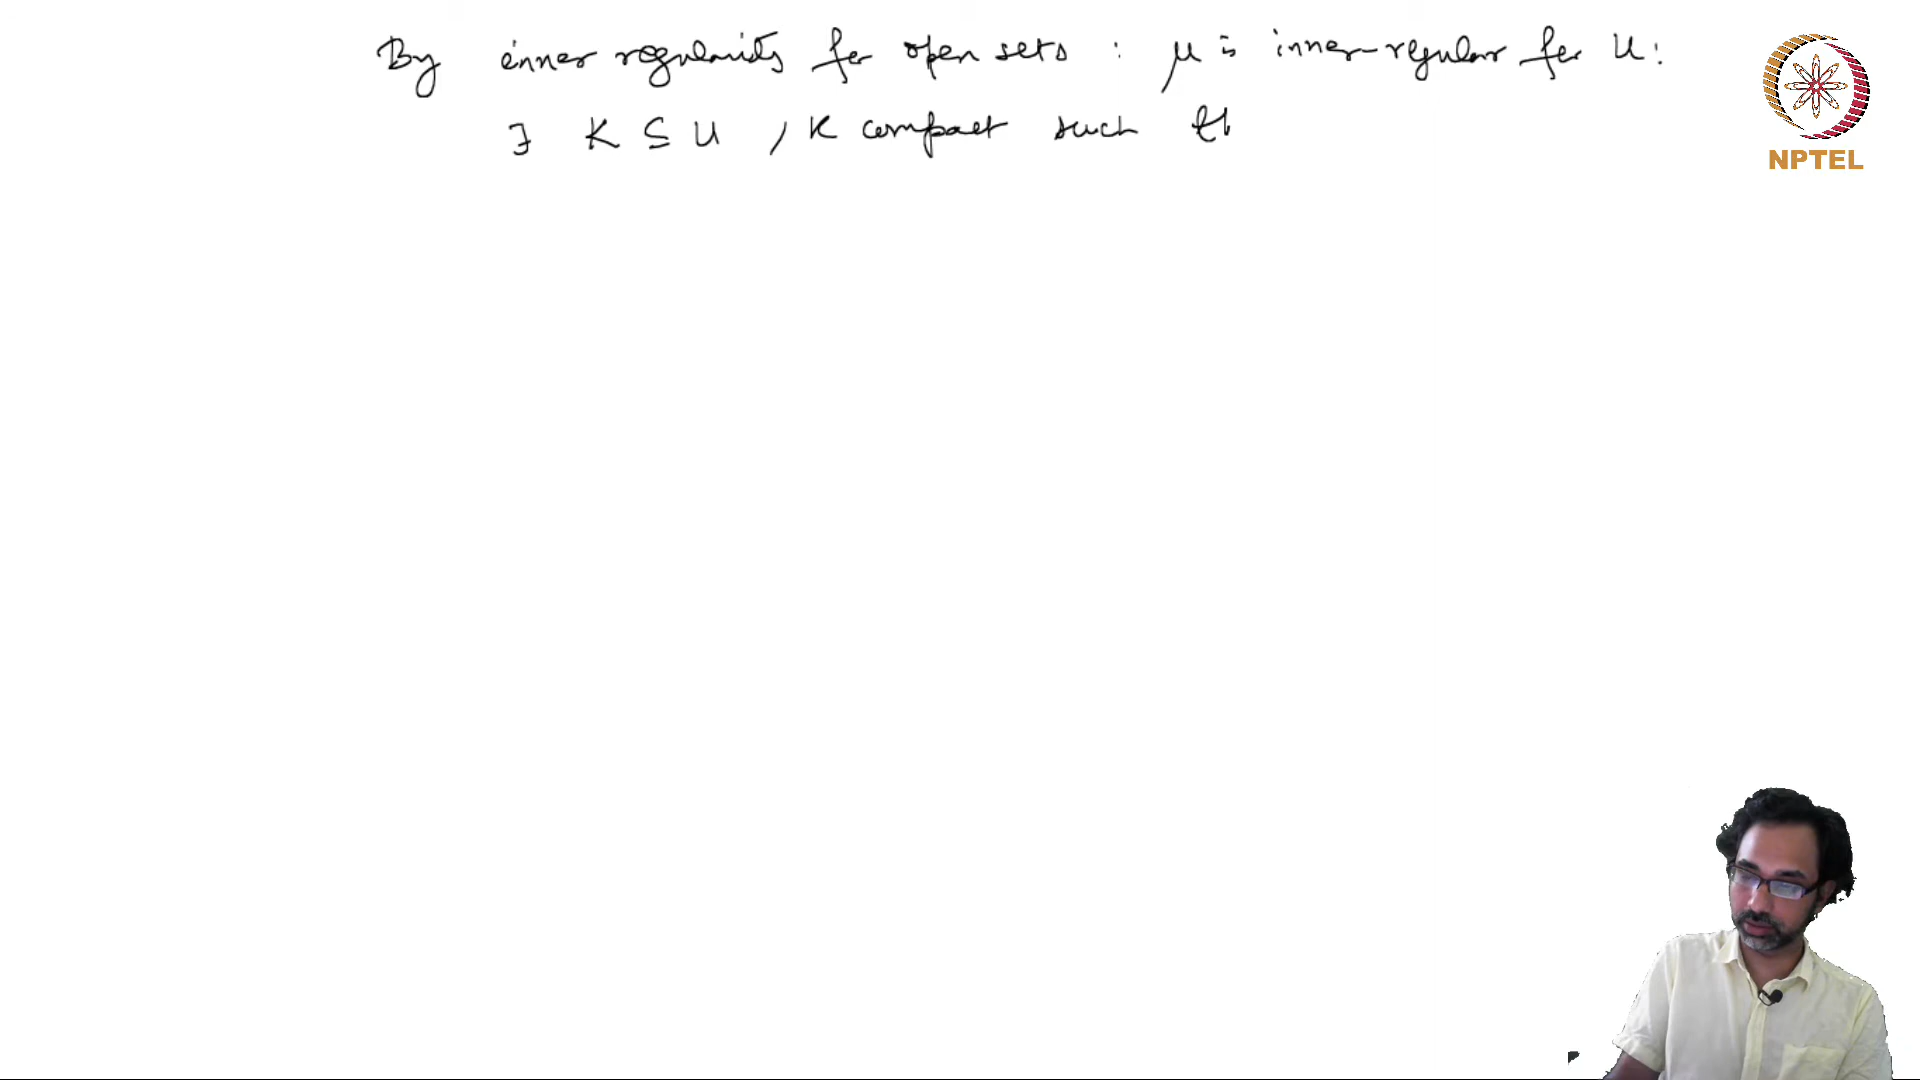 By inner regularity for open sets : μ is inner-regular for U :
∃ K ⊆ U , K compact such th
NPTEL